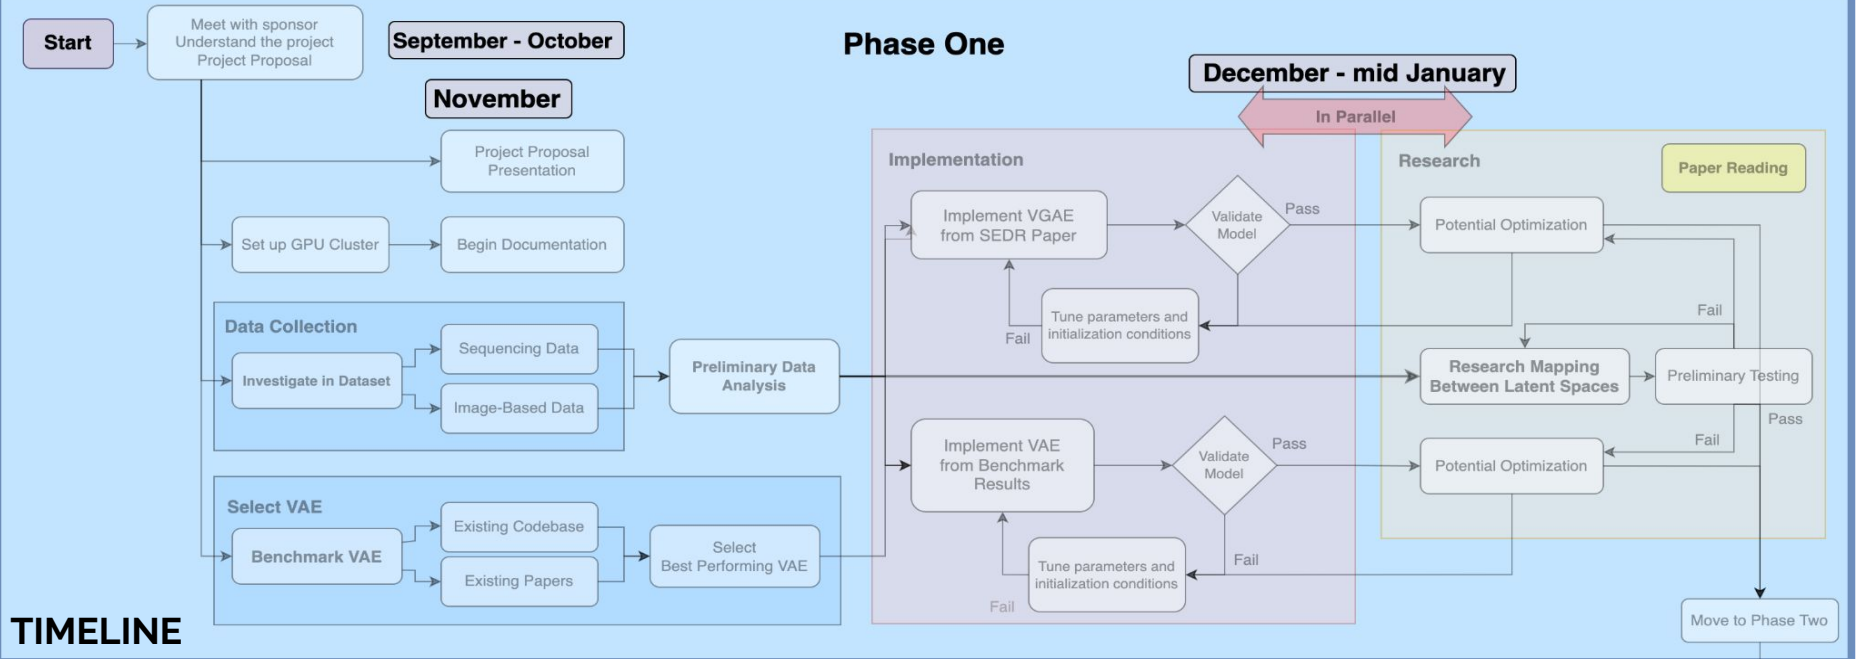 Start
Meet with sponsor
Understand the project
Project Proposal
September - October
November
Phase One
December - mid January
In Parallel
Project Proposal
Presentation
Set up GPU Cluster
Begin Documentation
Data Collection
Investigate in Dataset
Sequencing Data
Image-Based Data
Preliminary Data
Analysis
Select VAE
Benchmark VAE
Existing Codebase
Existing Papers
Select
Best Performing VAE
Implementation
Implement VGAE
from SEDR Paper
Validate
Model
Pass
Tune parameters and
initialization conditions
Fail
Implement VAE
from Benchmark
Results
Validate
Model
Pass
Fail
Tune parameters and
initialization conditions
Fail
Research
Paper Reading
Potential Optimization
Fail
Research Mapping
Between Latent Spaces
Preliminary Testing
Pass
Fail
Potential Optimization
Move to Phase Two
TIMELINE